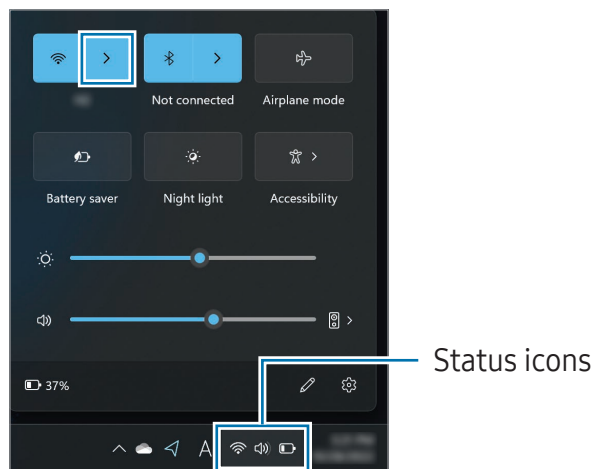 Not connected Airplane mode
Battery saver Night light Accessibility
37%
Status icons
A